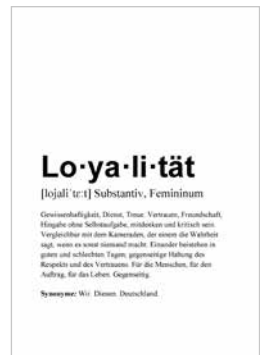 Lo·ya·li·tät
[lojaliˈtɛːt] Substantiv, Femininum
Gewissenhaftigkeit, Dienst, Treue. Vertrauen, Freundschaft,
Hingabe ohne Selbstaufgabe, mitdenken und kritisch sein.
Vergleichbar mit dem Kameraden, der einem die Wahrheit
sagt, wenn es sonst niemand macht. Einander beistehen in
guten und schlechten Tagen; gegenseitige Haltung des
Respekts und des Vertrauens. Für die Menschen, für den
Auftrag, für das Leben. Gegenseitig.
Synonyme: Wir. Dienen. Deutschland.